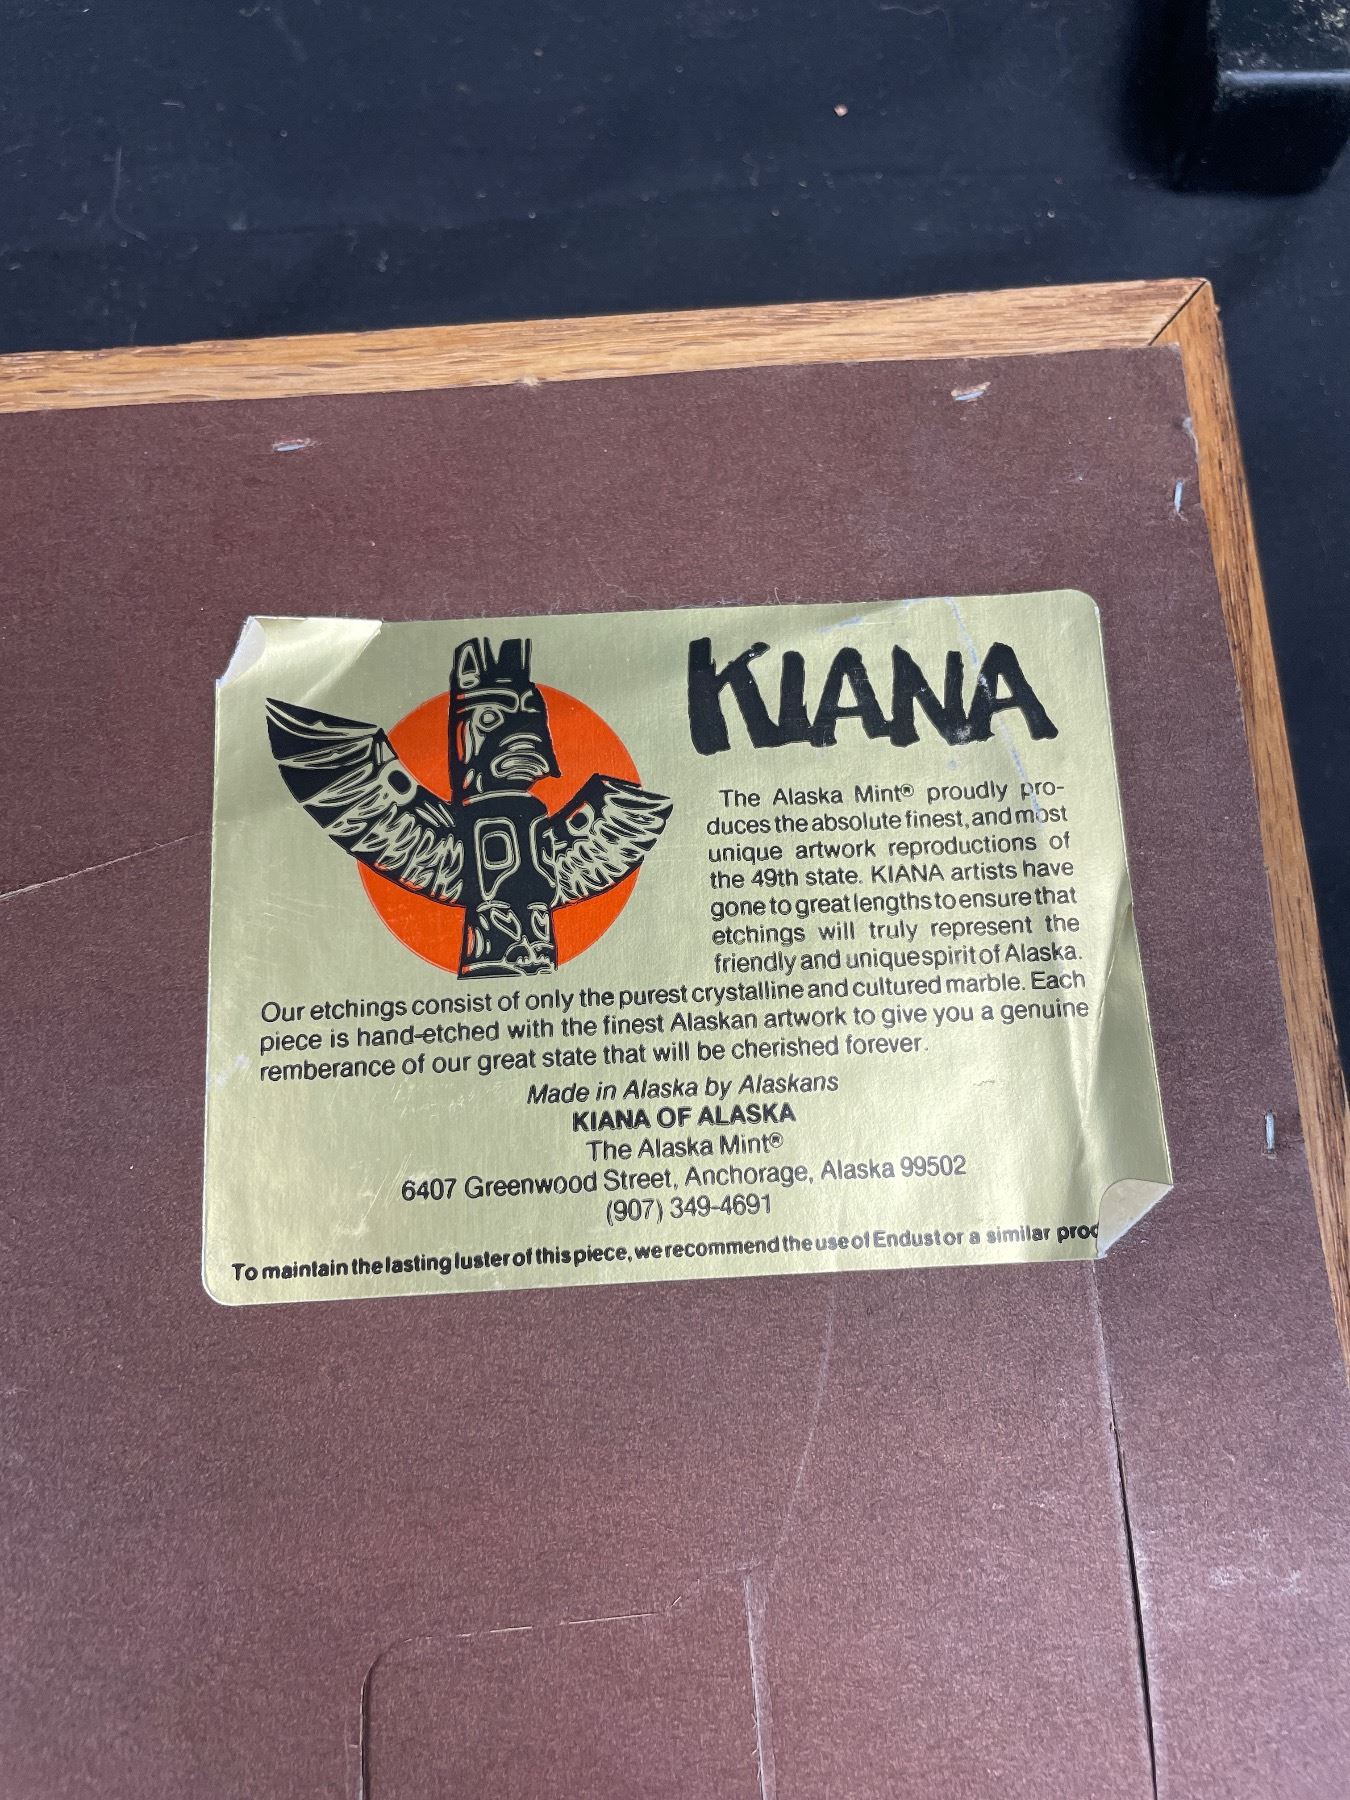 KIANA
The Alaska Mint® proudly pro-
duces the absolute finest, and most
unique artwork reproductions of
the 49th state. KIANA artists have
gone to great lengths to ensure that
etchings will truly represent the
friendly and unique spirit of Alaska.
Our etchings consist of only the purest crystalline and cultured marble. Each
piece is hand-etched with the finest Alaskan artwork to give you a genuine
remberance of our great state that will be cherished forever.
Made in Alaska by Alaskans
KIANA OF ALASKA
The Alaska Mint®
6407 Greenwood Street, Anchorage, Alaska 99502
(907) 349-4691
To maintain the lasting luster of this piece, we recommend the use of Endust or a similar